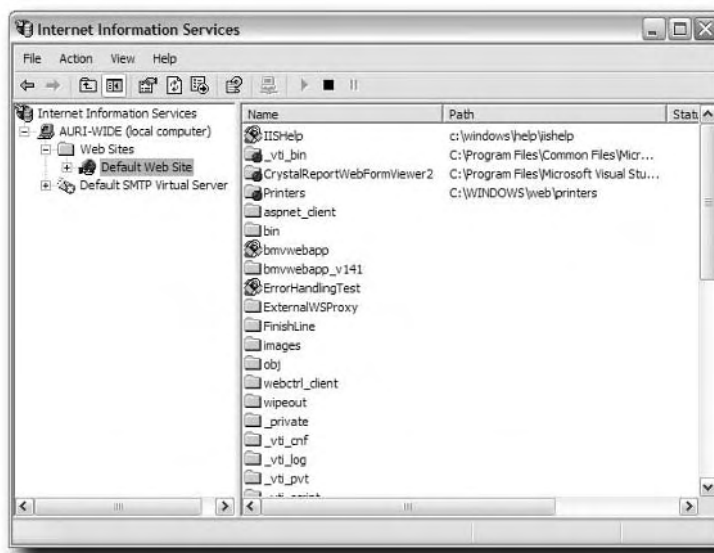 Internet Information Services
File Action View Help
Internet Information Services
AURI-WIDE (local computer)
Web Sites
Default Web Site
Default SMTP Virtual Server
Name Path
IISHelp c:\windows\help\iishelp
_vti_bin C:\Program Files\Common Files\Micr...
CrystalReportWebFormViewer2 C:\Program Files\Microsoft Visual Stu...
Printers C:\WINDOWS\web\printers
aspnet_client
bin
bmvwebapp
bmvwebapp_v141
ErrorHandlingTest
ExternalWSProxy
FinishLine
images
obj
webctrl_client
wipeout
_private
_vti_cnf
_vti_log
_vti_pvt